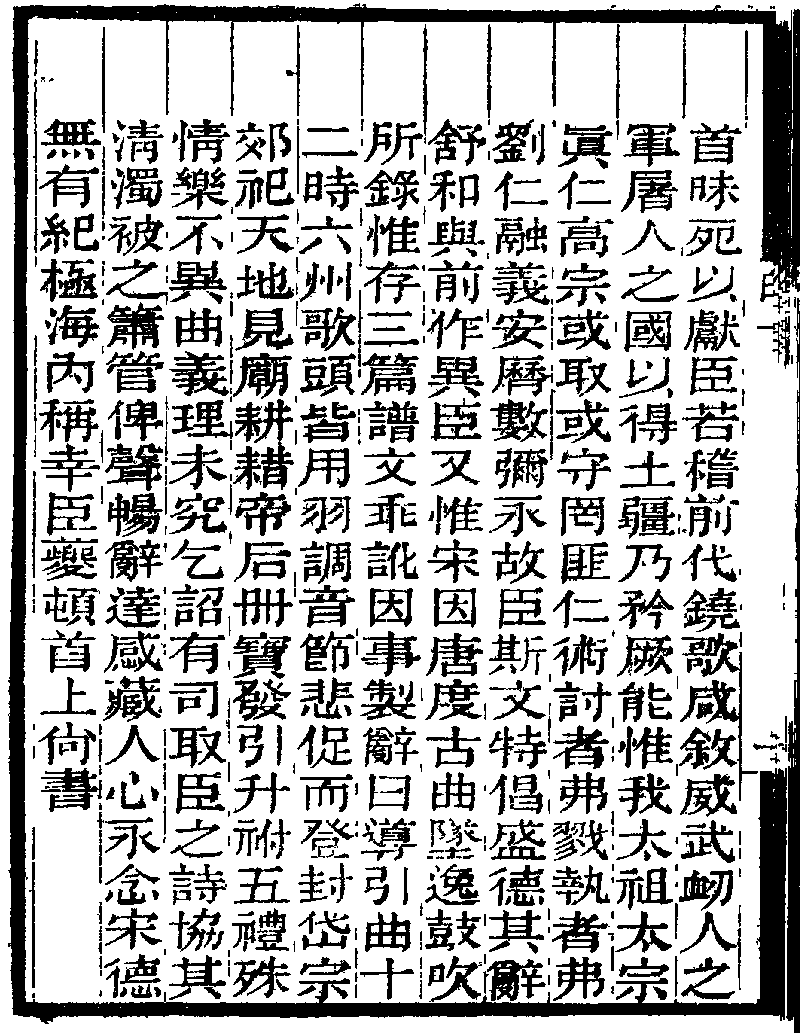 首昧死以獻臣若稽前代鐃歌咸敘威武衂人之
軍屠人之國以得土疆乃矜厥能惟我太祖太宗
眞仁高宗或取或守罔匪仁術討者弗戮執者弗
劉仁融義安曆數彌永故臣斯文特倡盛德其辭
舒和與前作異臣又惟宋因唐度古曲墜逸鼓吹
所錄惟存三篇譜文乖訛因事製辭曰導引曲十
二時六州歌頭皆用羽調音節悲促而登封岱宗
郊祀天地見廟耕耤帝后冊寶發引升祔五禮殊
情樂不異曲義理未究乞詔有司取臣之詩協其
淸濁被之簫管俾聲暢辭達感藏人心永念宋德
無有紀極海內稱幸臣夔頓首上尙書